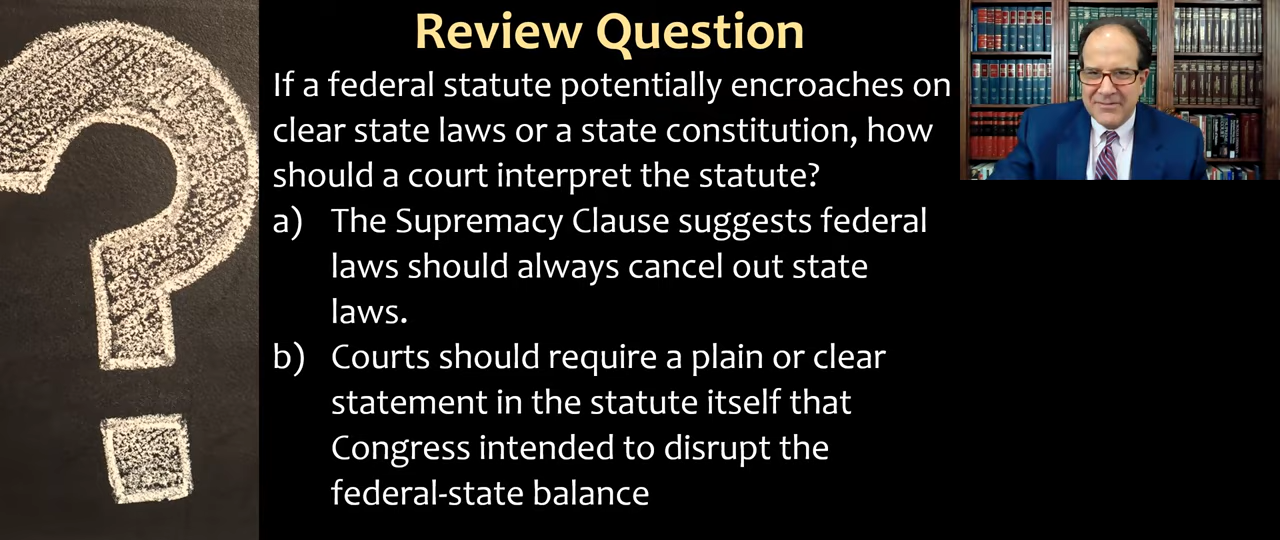 Review Question
If a federal statute potentially encroaches on
clear state laws or a state constitution, how
should a court interpret the statute?
a) The Supremacy Clause suggests federal
laws should always cancel out state
laws.
b) Courts should require a plain or clear
statement in the statute itself that
Congress intended to disrupt the
federal-state balance